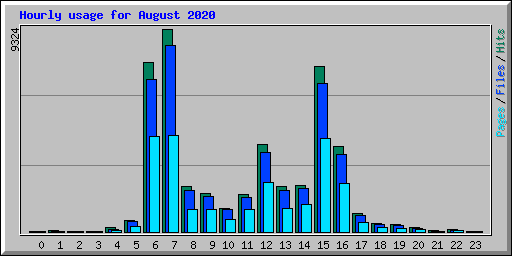 Hourly usage for August 2020
9324
Pages / Files / Hits
0 1 2 3 4 5 6 7 8 9 10 11 12 13 14 15 16 17 18 19 20 21 22 23